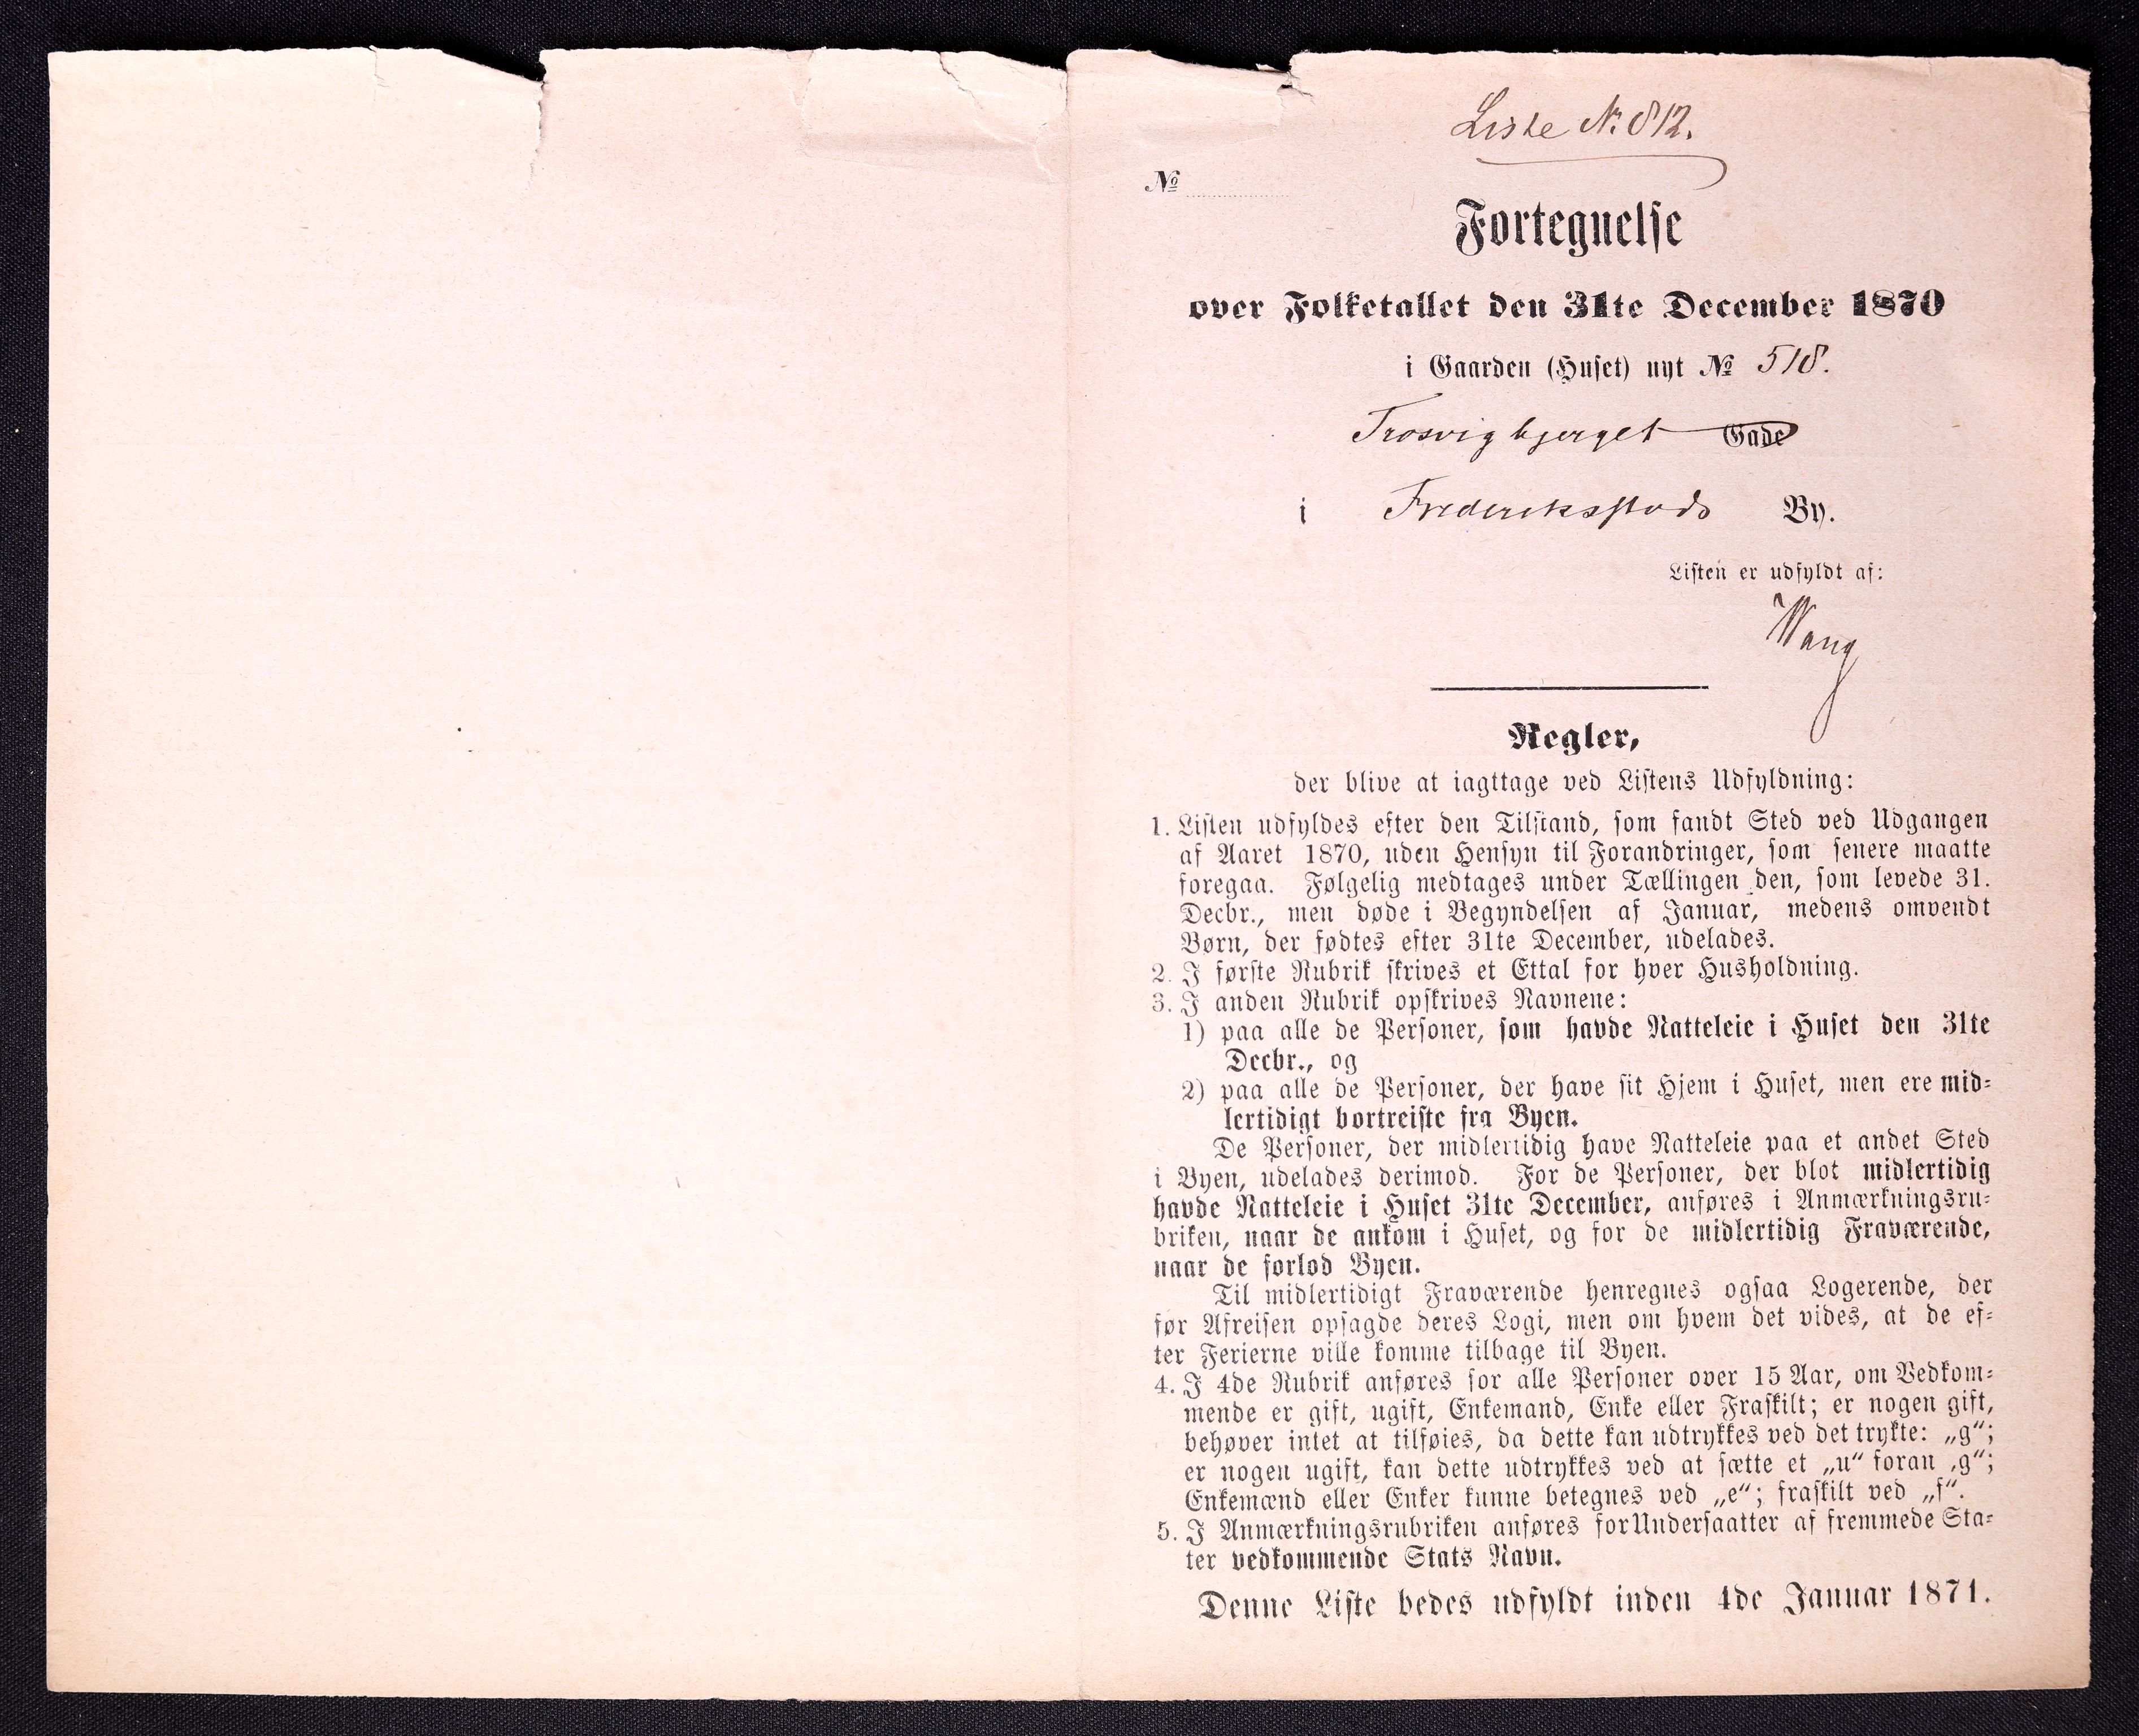 Liste Nr. 812.
№
Fortegnelse
over Folketallet den 31te December 1870
i Gaarden (Huset) nyt № 518.
Trosvigbjerget Gade
i Frederiksstads By.
Listen er udfyldt af:
Wang
Regler,
der blive at iagttage ved Listens Udfyldning:
1. Listen udfyldes efter den Tilstand, som fandt Sted ved Udgangen
af Aaret 1870, uden Hensyn til Forandringer, som senere maatte
foregaa. Følgelig medtages under Tællingen den, som levede 31.
Decbr., men døde i Begyndelsen af Januar, medens omvendt
Børn, der fødtes efter 31te December, udelades.
2. I første Rubrik skrives et Ettal for hver Husholdning.
3. I anden Rubrik opskrives Navnene:
1) paa alle de Personer, som havde Natteleie i Huset den 31te
Decbr., og
2) paa alle de Personer, der have sit Hjem i Huset, men ere mid-
lertidigt bortreiste fra Byen.
De Personer, der midlertidig have Natteleie paa et andet Sted
i Byen, udelades derimod. For de Personer, der blot midlertidig
havde Natteleie i Huset 31te December, anføres i Anmærkningsru-
briken, naar de ankom i Huset, og for de midlertidig Fraværende,
naar de forlod Byen.
Til midlertidigt Fraværende henregnes ogsaa Logerende, der
før Afreisen opsagde deres Logi, men om hvem det vides, at de ef-
ter Ferierne ville komme tilbage til Byen.
4. I 4de Rubrik anføres for alle Personer over 15 Aar, om Vedkom-
mende er gift, ugift, Enkemand, Enke eller Fraskilt; er nogen gift,
behøver intet at tilføies, da dette kan udtrykkes ved det trykte: „g“;
er nogen ugift, kan dette udtrykkes ved at sætte et „u“ foran „g“;
Enkemænd eller Enker kunne betegnes ved „e“; fraskilt ved „f“.
5. I Anmærkningsrubriken anføres for Undersaatter af fremmede Sta-
ter vedkommende Stats Navn.
Denne Liste bedes udfyldt inden 4de Januar 1871.